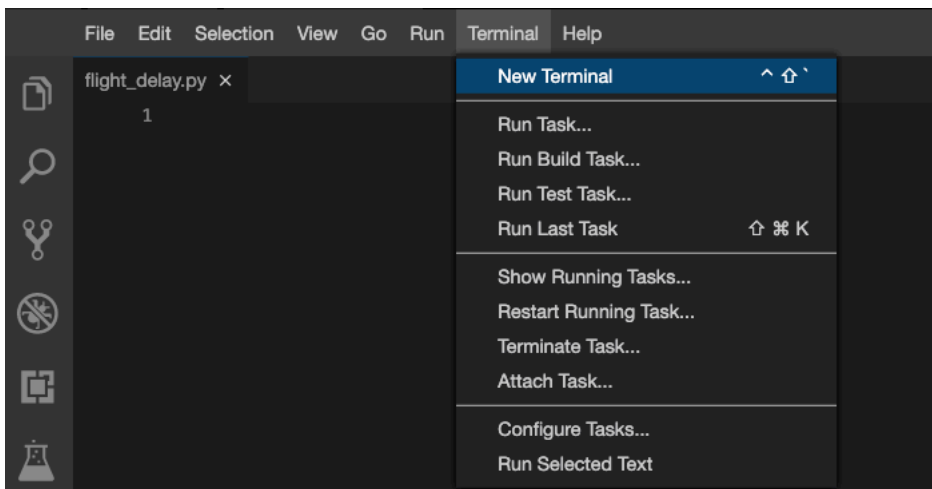 File Edit Selection View Go Run Terminal Help
flight_delay.py ×
1
New Terminal ^ ⇧ `
Run Task...
Run Build Task...
Run Test Task...
Run Last Task ⇧ ⌘ K
Show Running Tasks...
Restart Running Task...
Terminate Task...
Attach Task...
Configure Tasks...
Run Selected Text